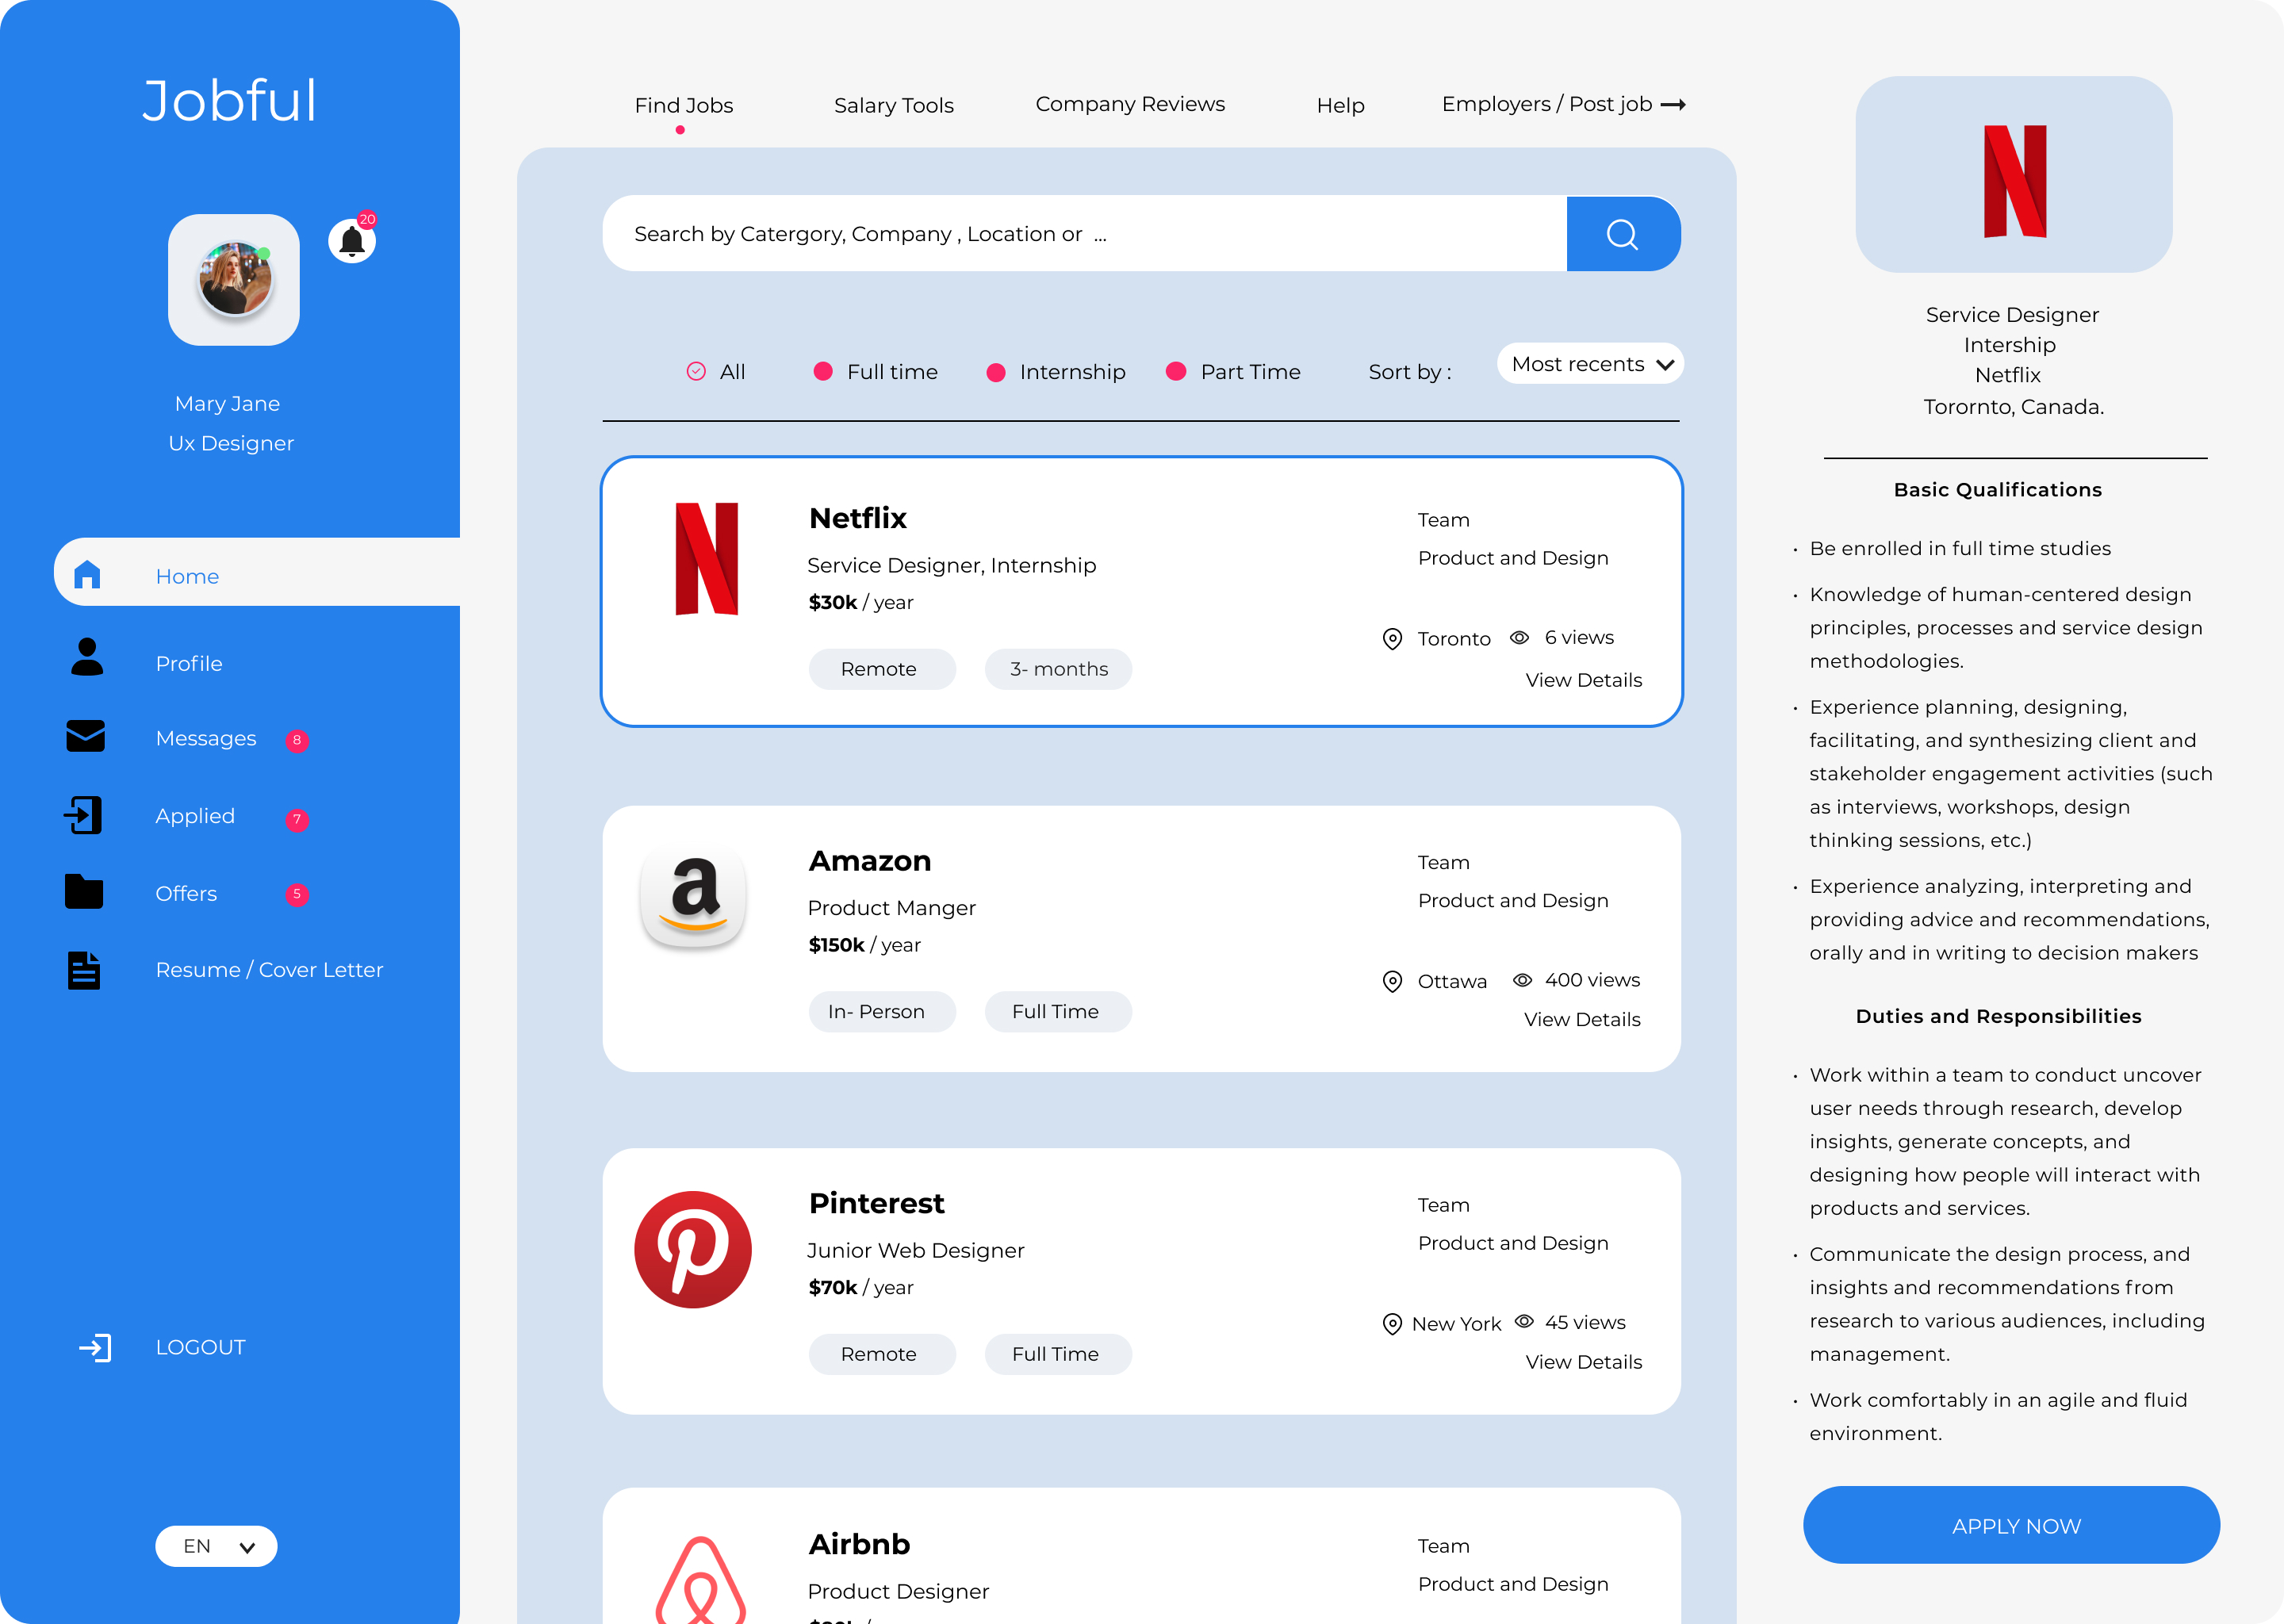 Jobful
20
Mary Jane
Ux Designer
Home
Profile
Messages 8
Applied 7
Offers 5
Resume / Cover Letter
LOGOUT
EN
Find Jobs
Salary Tools
Company Reviews
Help
Employers / Post job
Search by Catergory, Company , Location or ...
All
Full time
Internship
Part Time
Sort by :
Most recents
Netflix
Service Designer, Internship
$30k / year
Remote
3- months
Team
Product and Design
Toronto
6 views
View Details
a
Amazon
Product Manger
$150k / year
In- Person
Full Time
Team
Product and Design
Ottawa
400 views
View Details
Pinterest
Junior Web Designer
$70k / year
Remote
Full Time
Team
Product and Design
New York
45 views
View Details
Airbnb
Product Designer
Team
Product and Design
N
Service Designer
Intership
Netflix
Torornto, Canada.
Basic Qualifications
• Be enrolled in full time studies
• Knowledge of human-centered design
principles, processes and service design
methodologies.
• Experience planning, designing,
facilitating, and synthesizing client and
stakeholder engagement activities (such
as interviews, workshops, design
thinking sessions, etc.)
• Experience analyzing, interpreting and
providing advice and recommendations,
orally and in writing to decision makers
Duties and Responsibilities
• Work within a team to conduct uncover
user needs through research, develop
insights, generate concepts, and
designing how people will interact with
products and services.
• Communicate the design process, and
insights and recommendations from
research to various audiences, including
management.
• Work comfortably in an agile and fluid
environment.
APPLY NOW